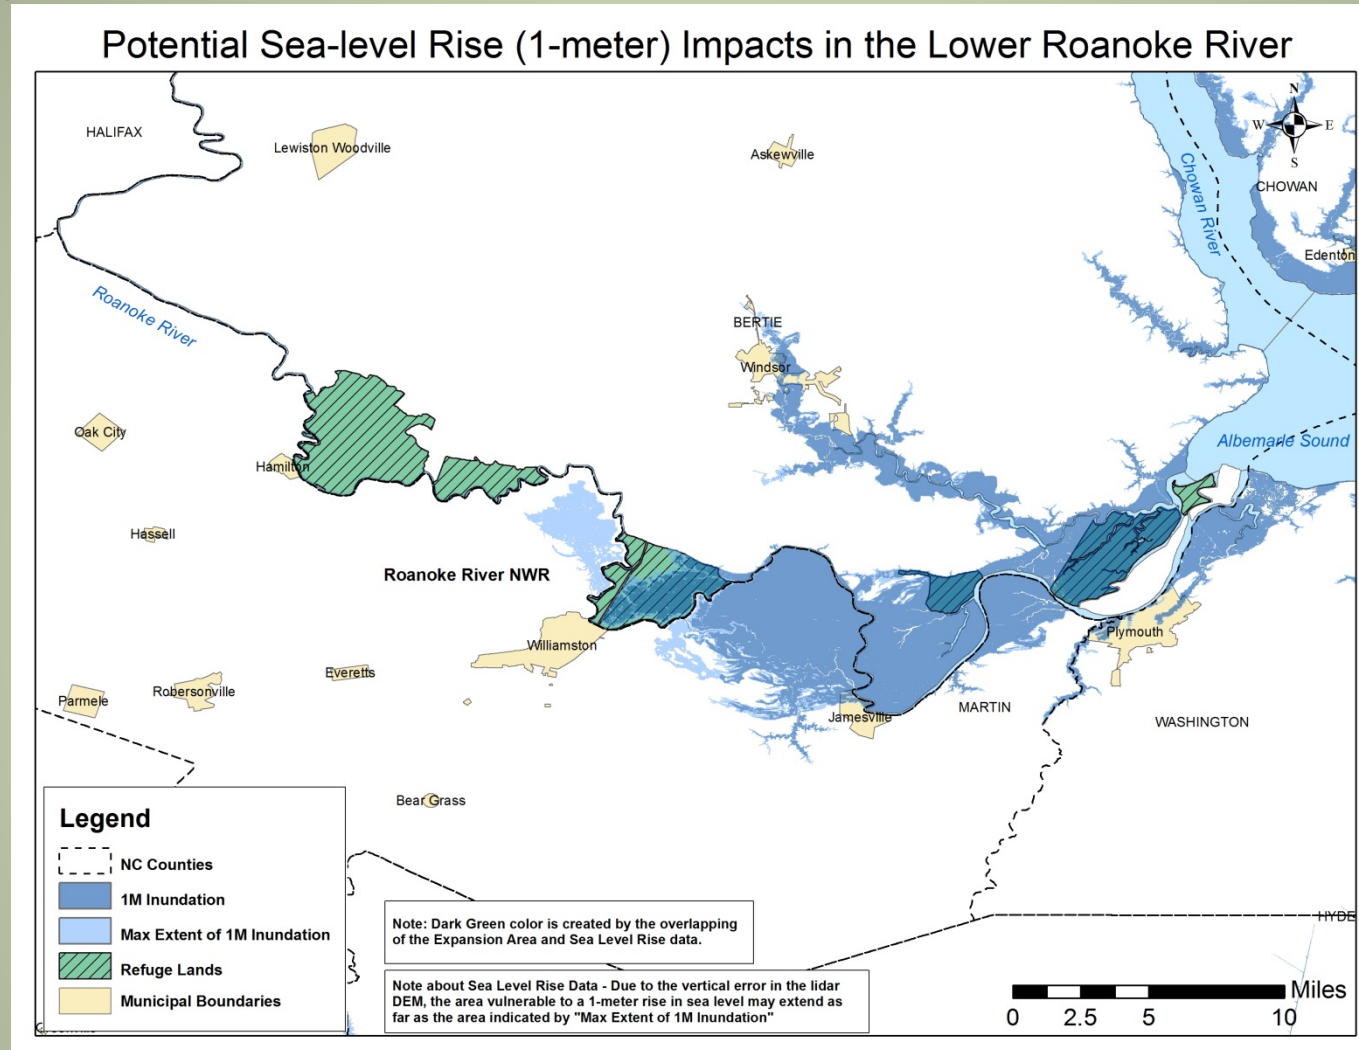 Potential Sea-level Rise (1-meter) Impacts in the Lower Roanoke River
HALIFAX
Lewiston Woodville
Askewville
N
W
E
S
Chowan River
CHOWAN
Edenton
Roanoke River
BERTIE
Windsor
Oak City
Albemarle Sound
Hamilton
Hassell
Roanoke River NWR
Williamston
Plymouth
Everetts
Robersonville
Parmele
Jamesville
MARTIN
WASHINGTON
Bear Grass
Legend
NC Counties
1M Inundation
Max Extent of 1M Inundation
Refuge Lands
Municipal Boundaries
Note: Dark Green color is created by the overlapping
of the Expansion Area and Sea Level Rise data.
Note about Sea Level Rise Data - Due to the vertical error in the lidar
DEM, the area vulnerable to a 1-meter rise in sea level may extend as
far as the area indicated by "Max Extent of 1M Inundation"
HYDE
Miles
0 2.5 5 10